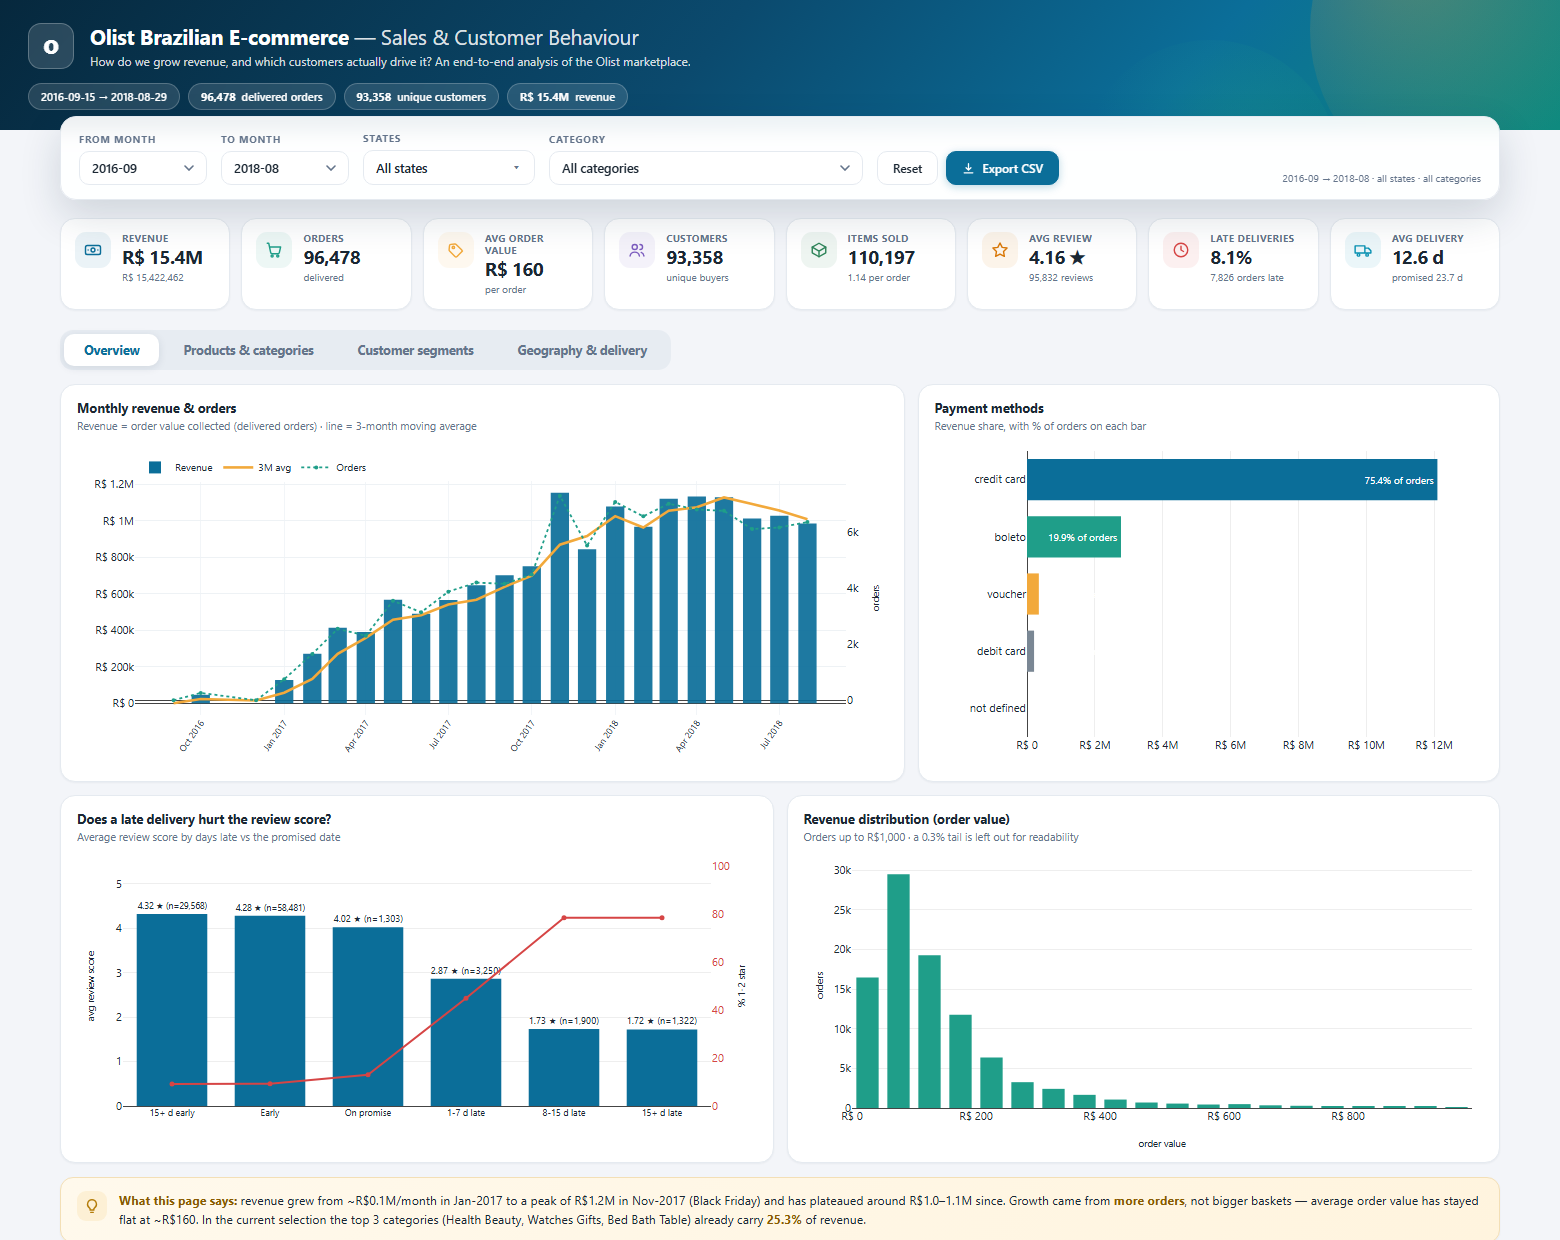 O
Olist Brazilian E-commerce — Sales & Customer Behaviour
How do we grow revenue, and which customers actually drive it? An end-to-end analysis of the Olist marketplace.
2016-09-15 → 2018-08-29
96,478 delivered orders
93,358 unique customers
R$ 15.4M revenue
FROM MONTH
TO MONTH
STATES
CATEGORY
2016-09
2018-08
All states
All categories
Reset
Export CSV
2016-09 → 2018-08 · all states · all categories
REVENUE
R$ 15.4M
R$ 15,422,462
ORDERS
96,478
delivered
AVG ORDER
VALUE
R$ 160
per order
CUSTOMERS
93,358
unique buyers
ITEMS SOLD
110,197
1.14 per order
AVG REVIEW
4.16 ★
95,832 reviews
LATE DELIVERIES
8.1%
7,826 orders late
AVG DELIVERY
12.6 d
promised 23.7 d
Overview
Products & categories
Customer segments
Geography & delivery
Monthly revenue & orders
Revenue = order value collected (delivered orders) · line = 3-month moving average
Revenue
3M avg
Orders
R$ 1.2M
R$ 1M
R$ 800k
R$ 600k
R$ 400k
R$ 200k
R$ 0
6k
4k
2k
0
orders
Oct 2016
Jan 2017
Apr 2017
Jul 2017
Oct 2017
Jan 2018
Apr 2018
Jul 2018
Payment methods
Revenue share, with % of orders on each bar
credit card
75.4% of orders
boleto
19.9% of orders
voucher
debit card
not defined
R$ 0
R$ 2M
R$ 4M
R$ 6M
R$ 8M
R$ 10M
R$ 12M
Does a late delivery hurt the review score?
Average review score by days late vs the promised date
avg review score
5
4
3
2
1
0
4.32 ★ (n=29,568)
4.28 ★ (n=58,481)
4.02 ★ (n=1,303)
2.87 ★ (n=3,250)
1.73 ★ (n=1,900)
1.72 ★ (n=1,322)
100
80
60
40
20
0
% 1-2 star
15+ d early
Early
On promise
1-7 d late
8-15 d late
15+ d late
Revenue distribution (order value)
Orders up to R$1,000 · a 0.3% tail is left out for readability
orders
30k
25k
20k
15k
10k
5k
0
R$ 0
R$ 200
R$ 400
R$ 600
R$ 800
order value
What this page says: revenue grew from ~R$0.1M/month in Jan-2017 to a peak of R$1.2M in Nov-2017 (Black Friday) and has plateaued around R$1.0–1.1M since. Growth came from more orders, not bigger baskets — average order value has stayed
flat at ~R$160. In the current selection the top 3 categories (Health Beauty, Watches Gifts, Bed Bath Table) already carry 25.3% of revenue.